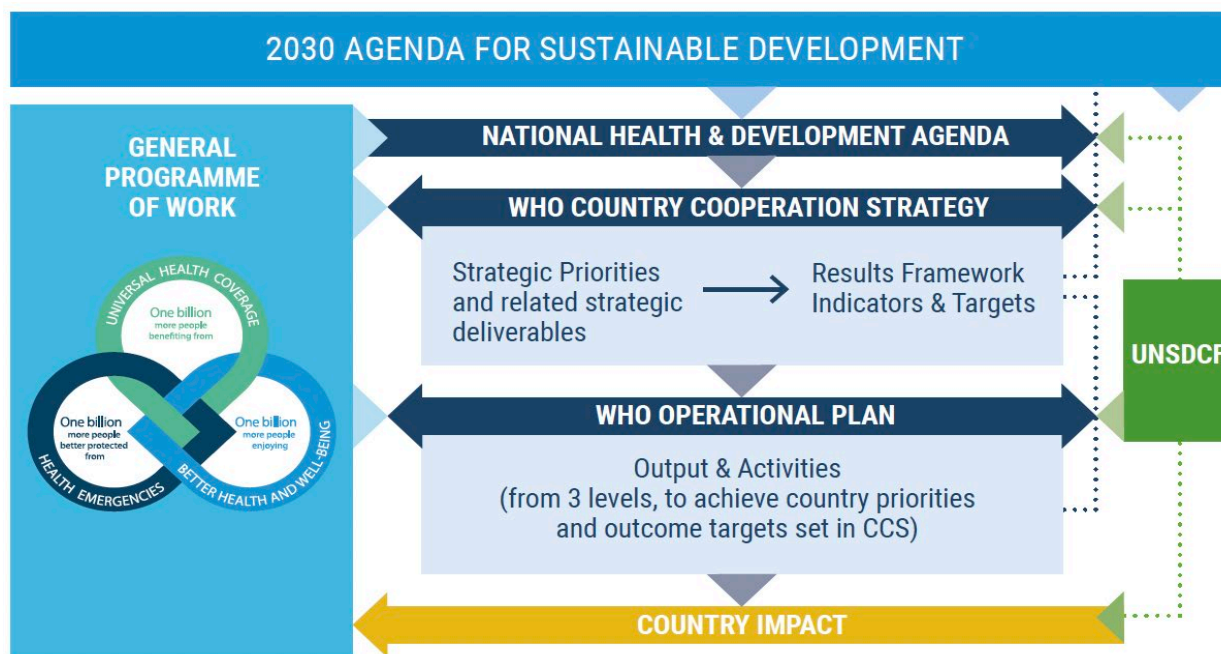 2030 AGENDA FOR SUSTAINABLE DEVELOPMENT
GENERAL
PROGRAMME
OF WORK
UNIVERSAL HEALTH COVERAGE
One billion
more people
benefiting from
One billion
more people
better protected
from
HEALTH EMERGENCIES
One billion
more people
enjoying
BETTER HEALTH AND WELL-BEING
NATIONAL HEALTH & DEVELOPMENT AGENDA
WHO COUNTRY COOPERATION STRATEGY
Strategic Priorities
and related strategic
deliverables
Results Framework
Indicators & Targets
UNSDCF
WHO OPERATIONAL PLAN
Output & Activities
(from 3 levels, to achieve country priorities
and outcome targets set in CCS)
COUNTRY IMPACT